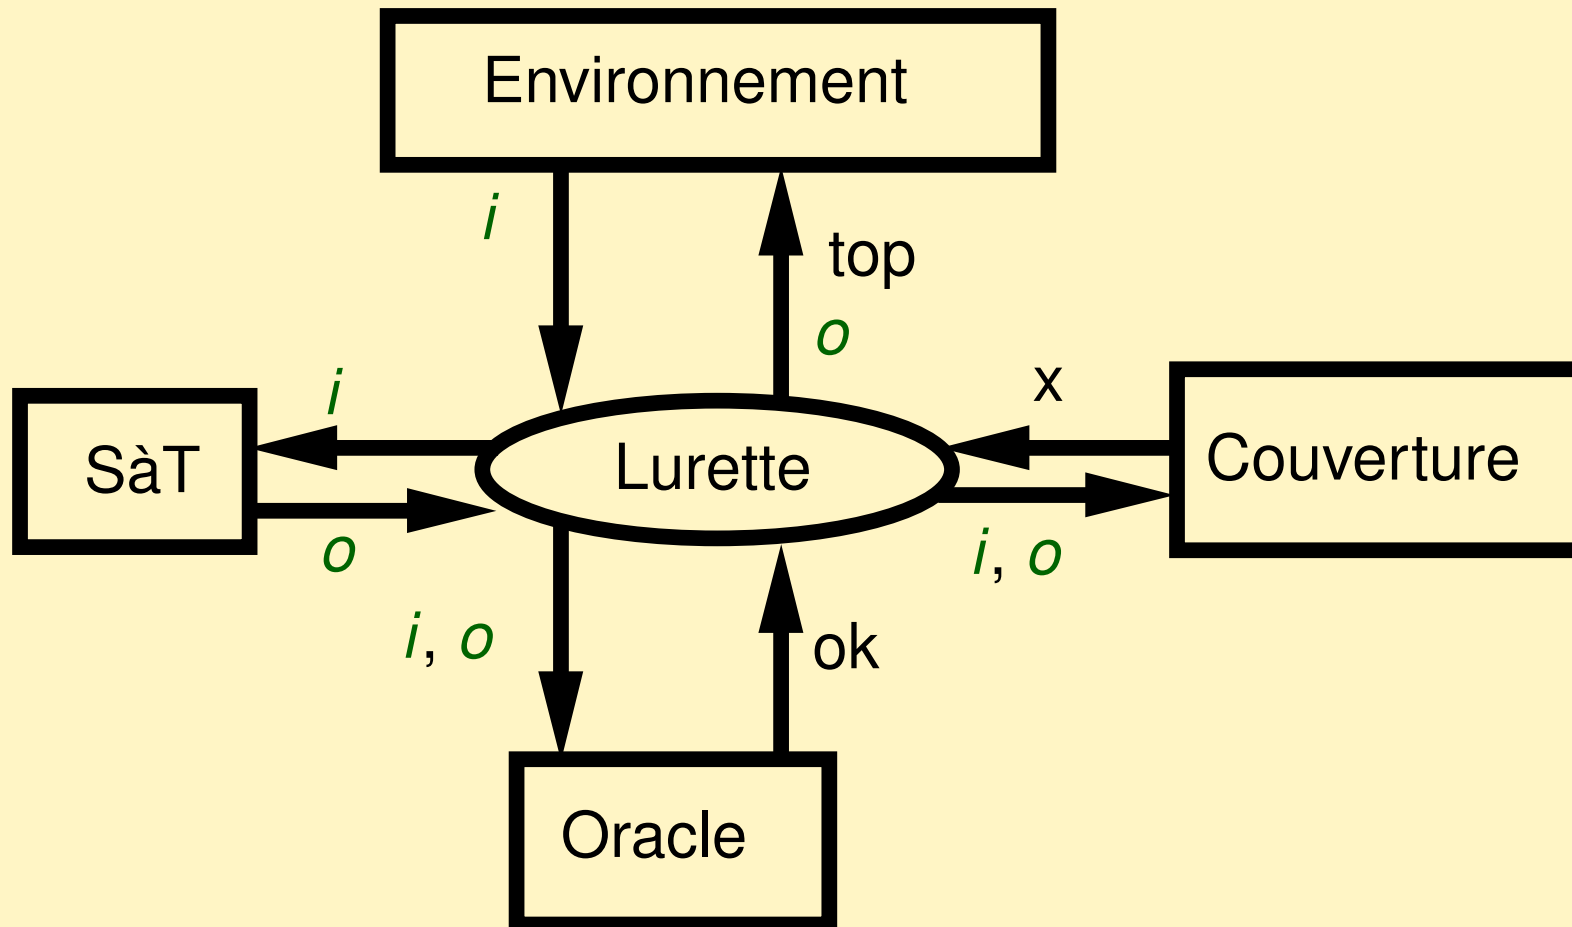 Environnement
i
top
o
i
x
SàT
Lurette
Couverture
o
i, o
i, o
ok
Oracle